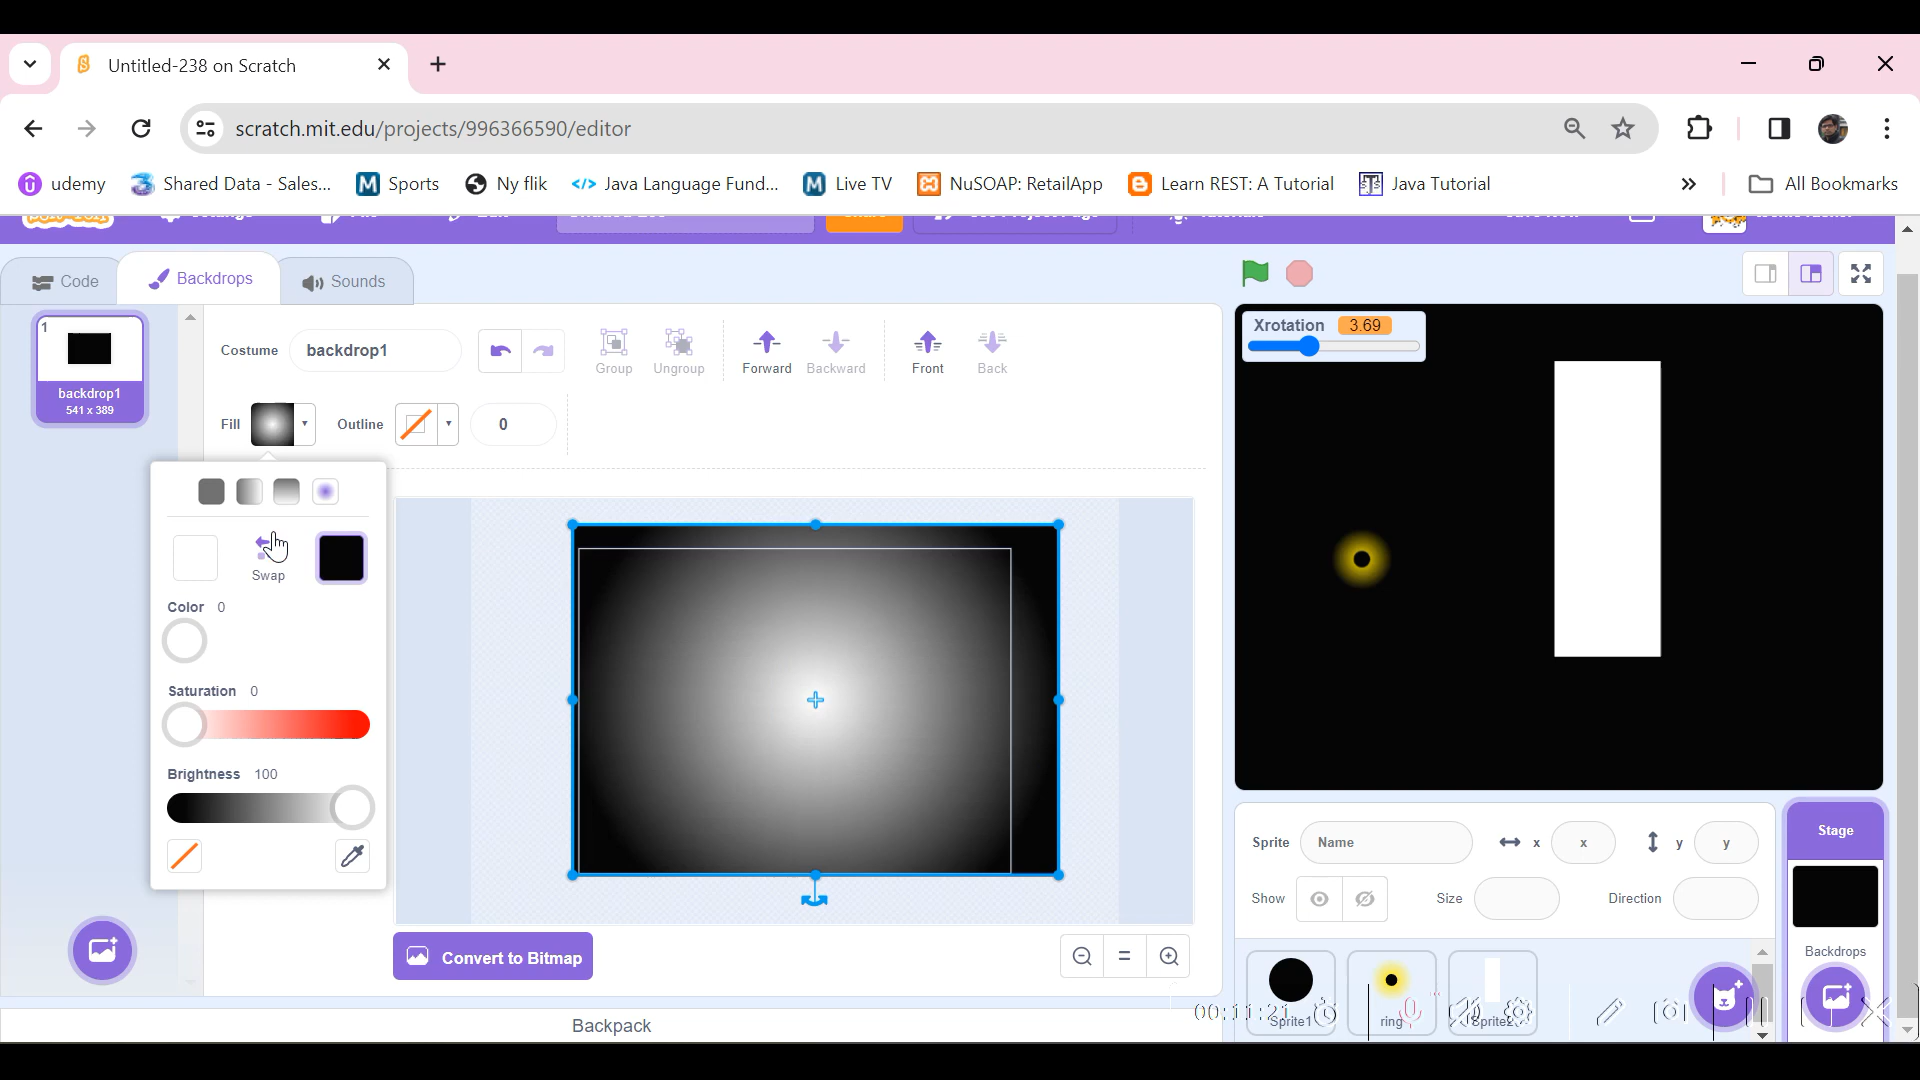 Untitled-238 on Scratch
scratch.mit.edu/projects/996366590/editor
udemy
Shared Data - Sales...
Sports
Ny flik
Java Language Fund...
Live TV
NuSOAP: RetailApp
Learn REST: A Tutorial
Java Tutorial
All Bookmarks
Code
Backdrops
Sounds
1
backdrop1
541 x 389
Costume
backdrop1
Group
Ungroup
Forward
Backward
Front
Back
Fill
Outline
0
Swap
Color 0
Saturation 0
Brightness 100
Convert to Bitmap
Backpack
Xrotation 3.69
Sprite
Name
x
x
y
y
Show
Size
Direction
Stage
Backdrops
Sprite1
ring
Sprite2
00:11:21